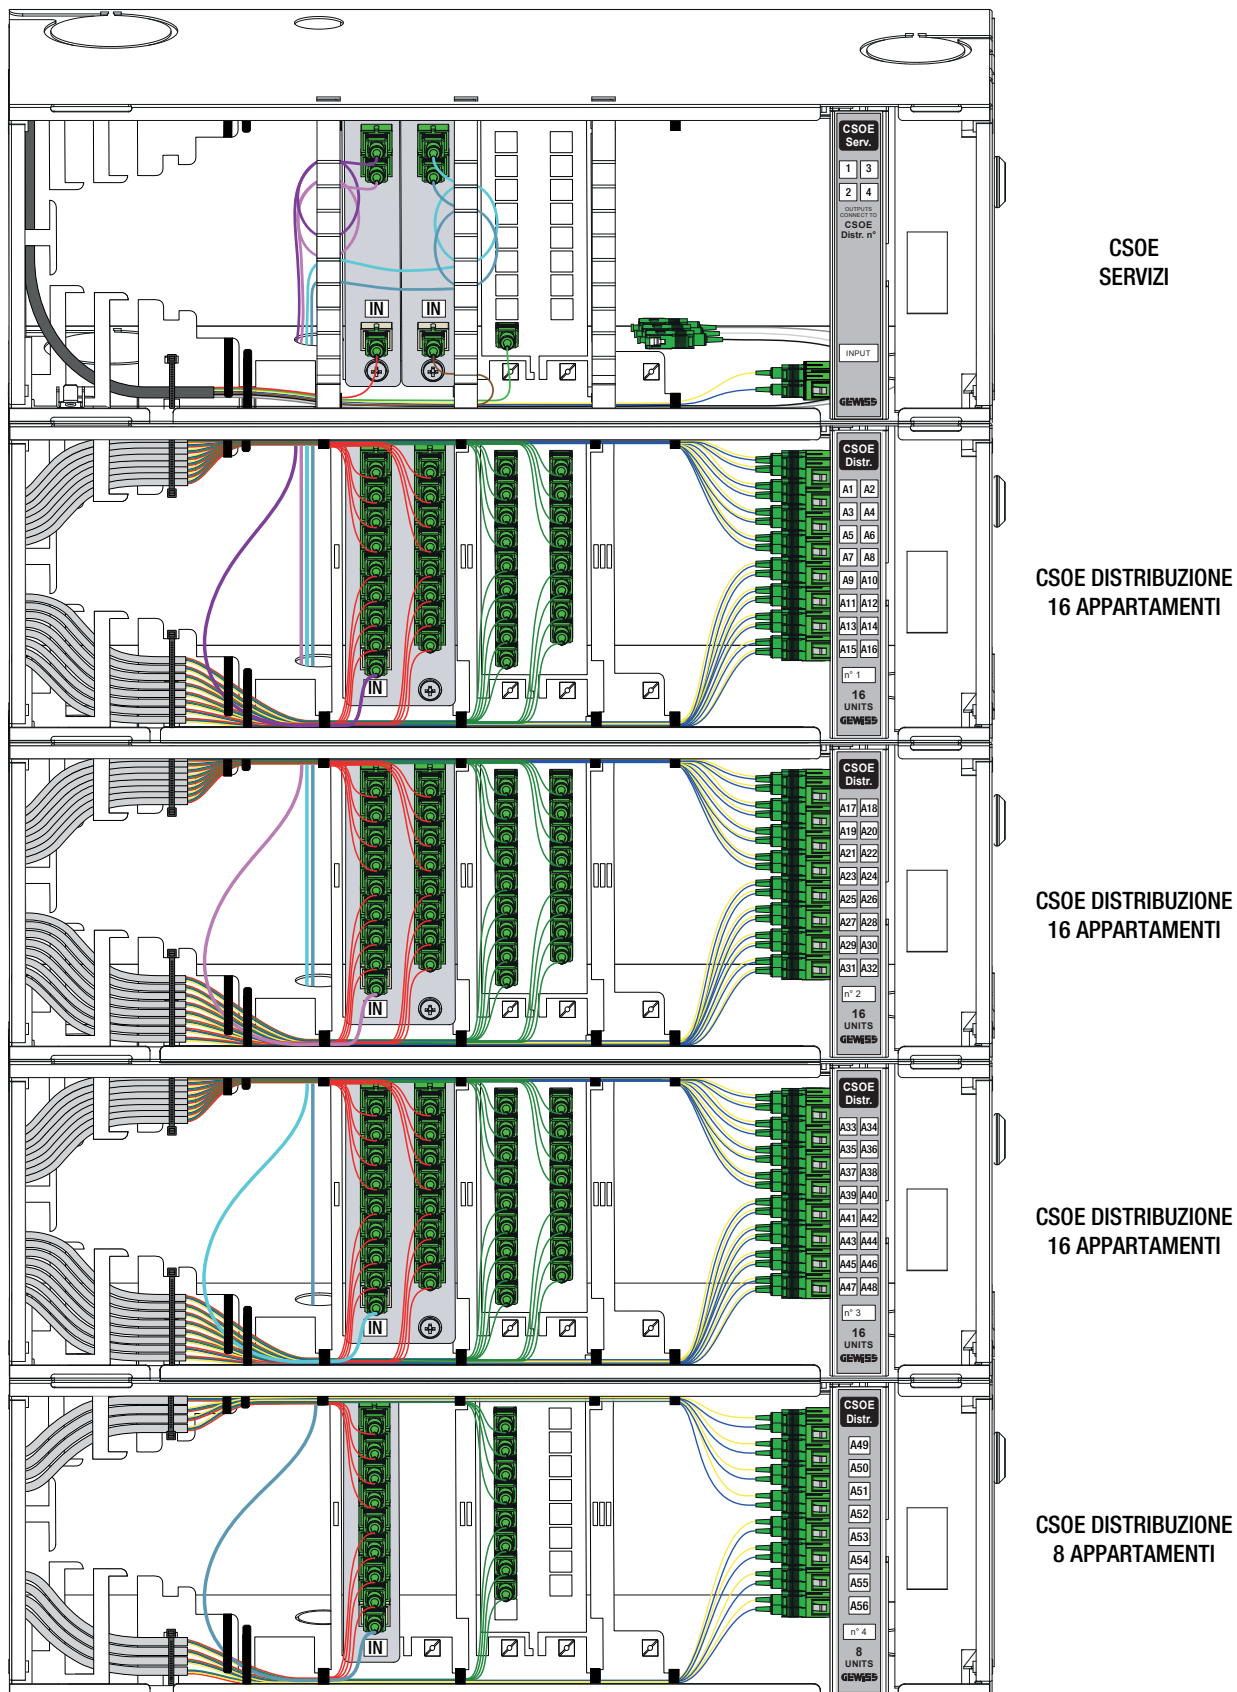 CSOE
Serv.
1 3
2 4
OUTPUTS
CONNECT TO
CSOE
Distr. n°
IN IN
INPUT
GEWISS
CSOE
SERVIZI
CSOE
Distr.
A1 A2
A3 A4
A5 A6
A7 A8
A9 A10
A11 A12
A13 A14
A15 A16
n° 1
16
UNITS
GEWISS
IN
CSOE DISTRIBUZIONE
16 APPARTAMENTI
CSOE
Distr.
A17 A18
A19 A20
A21 A22
A23 A24
A25 A26
A27 A28
A29 A30
A31 A32
n° 2
16
UNITS
GEWISS
IN
CSOE DISTRIBUZIONE
16 APPARTAMENTI
CSOE
Distr.
A33 A34
A35 A36
A37 A38
A39 A40
A41 A42
A43 A44
A45 A46
A47 A48
n° 3
16
UNITS
GEWISS
IN
CSOE DISTRIBUZIONE
16 APPARTAMENTI
CSOE
Distr.
A49
A50
A51
A52
A53
A54
A55
A56
n° 4
8
UNITS
GEWISS
IN
CSOE DISTRIBUZIONE
8 APPARTAMENTI